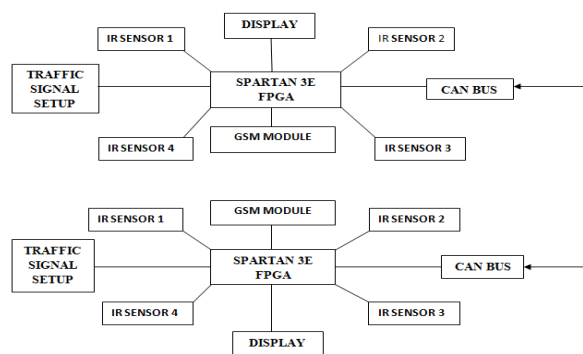 DISPLAY
IR SENSOR 1
IR SENSOR 2
TRAFFIC
SIGNAL
SETUP
SPARTAN 3E
FPGA
CAN BUS
IR SENSOR 4
GSM MODULE
IR SENSOR 3
GSM MODULE
IR SENSOR 1
IR SENSOR 2
TRAFFIC
SIGNAL
SETUP
SPARTAN 3E
FPGA
CAN BUS
IR SENSOR 4
IR SENSOR 3
DISPLAY